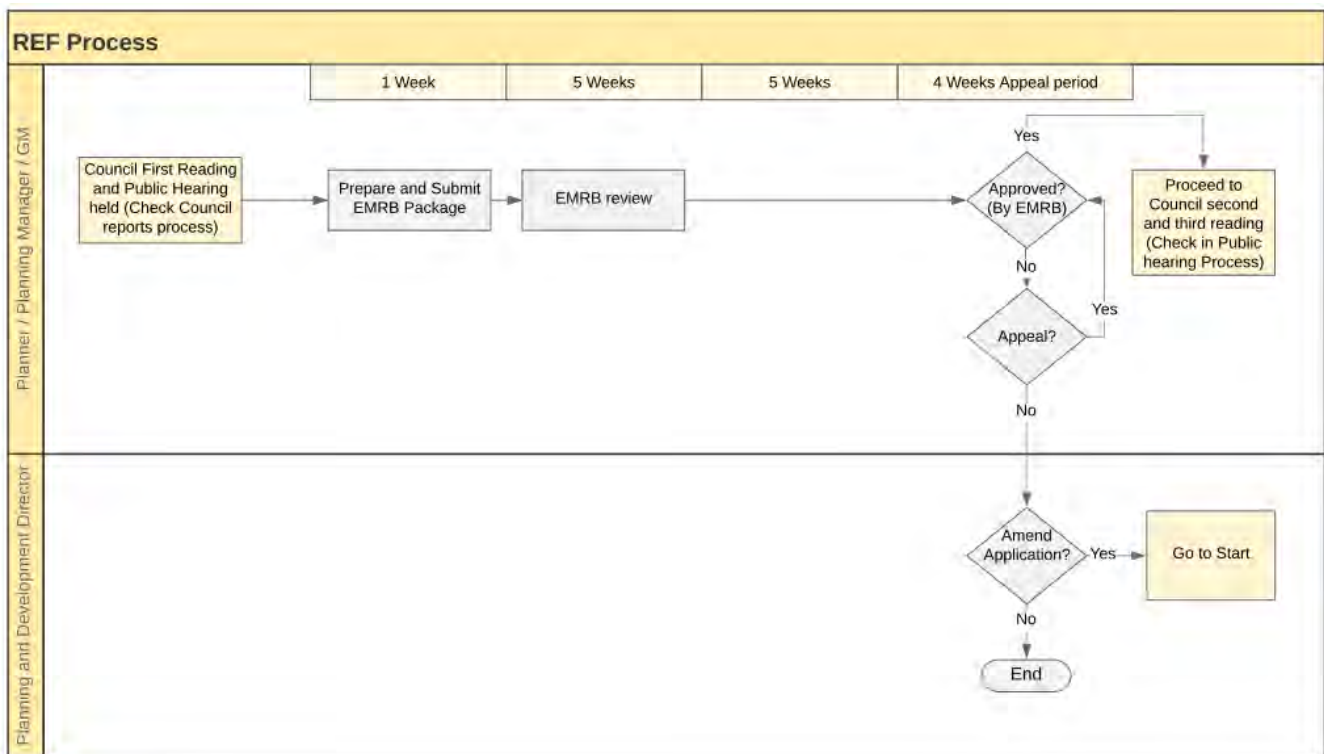 REF Process
Planner / Planning Manager / GM
1 Week
5 Weeks
5 Weeks
4 Weeks Appeal period
Council First Reading
and Public Hearing
held (Check Council
reports process)
Prepare and Submit
EMRB Package
EMRB review
Approved?
(By EMRB)
Yes
Proceed to
Council second
and third reading
(Check in Public
hearing Process)
No
Appeal?
Yes
No
Planning and Development Director
Amend
Application?
Yes
Go to Start
No
End